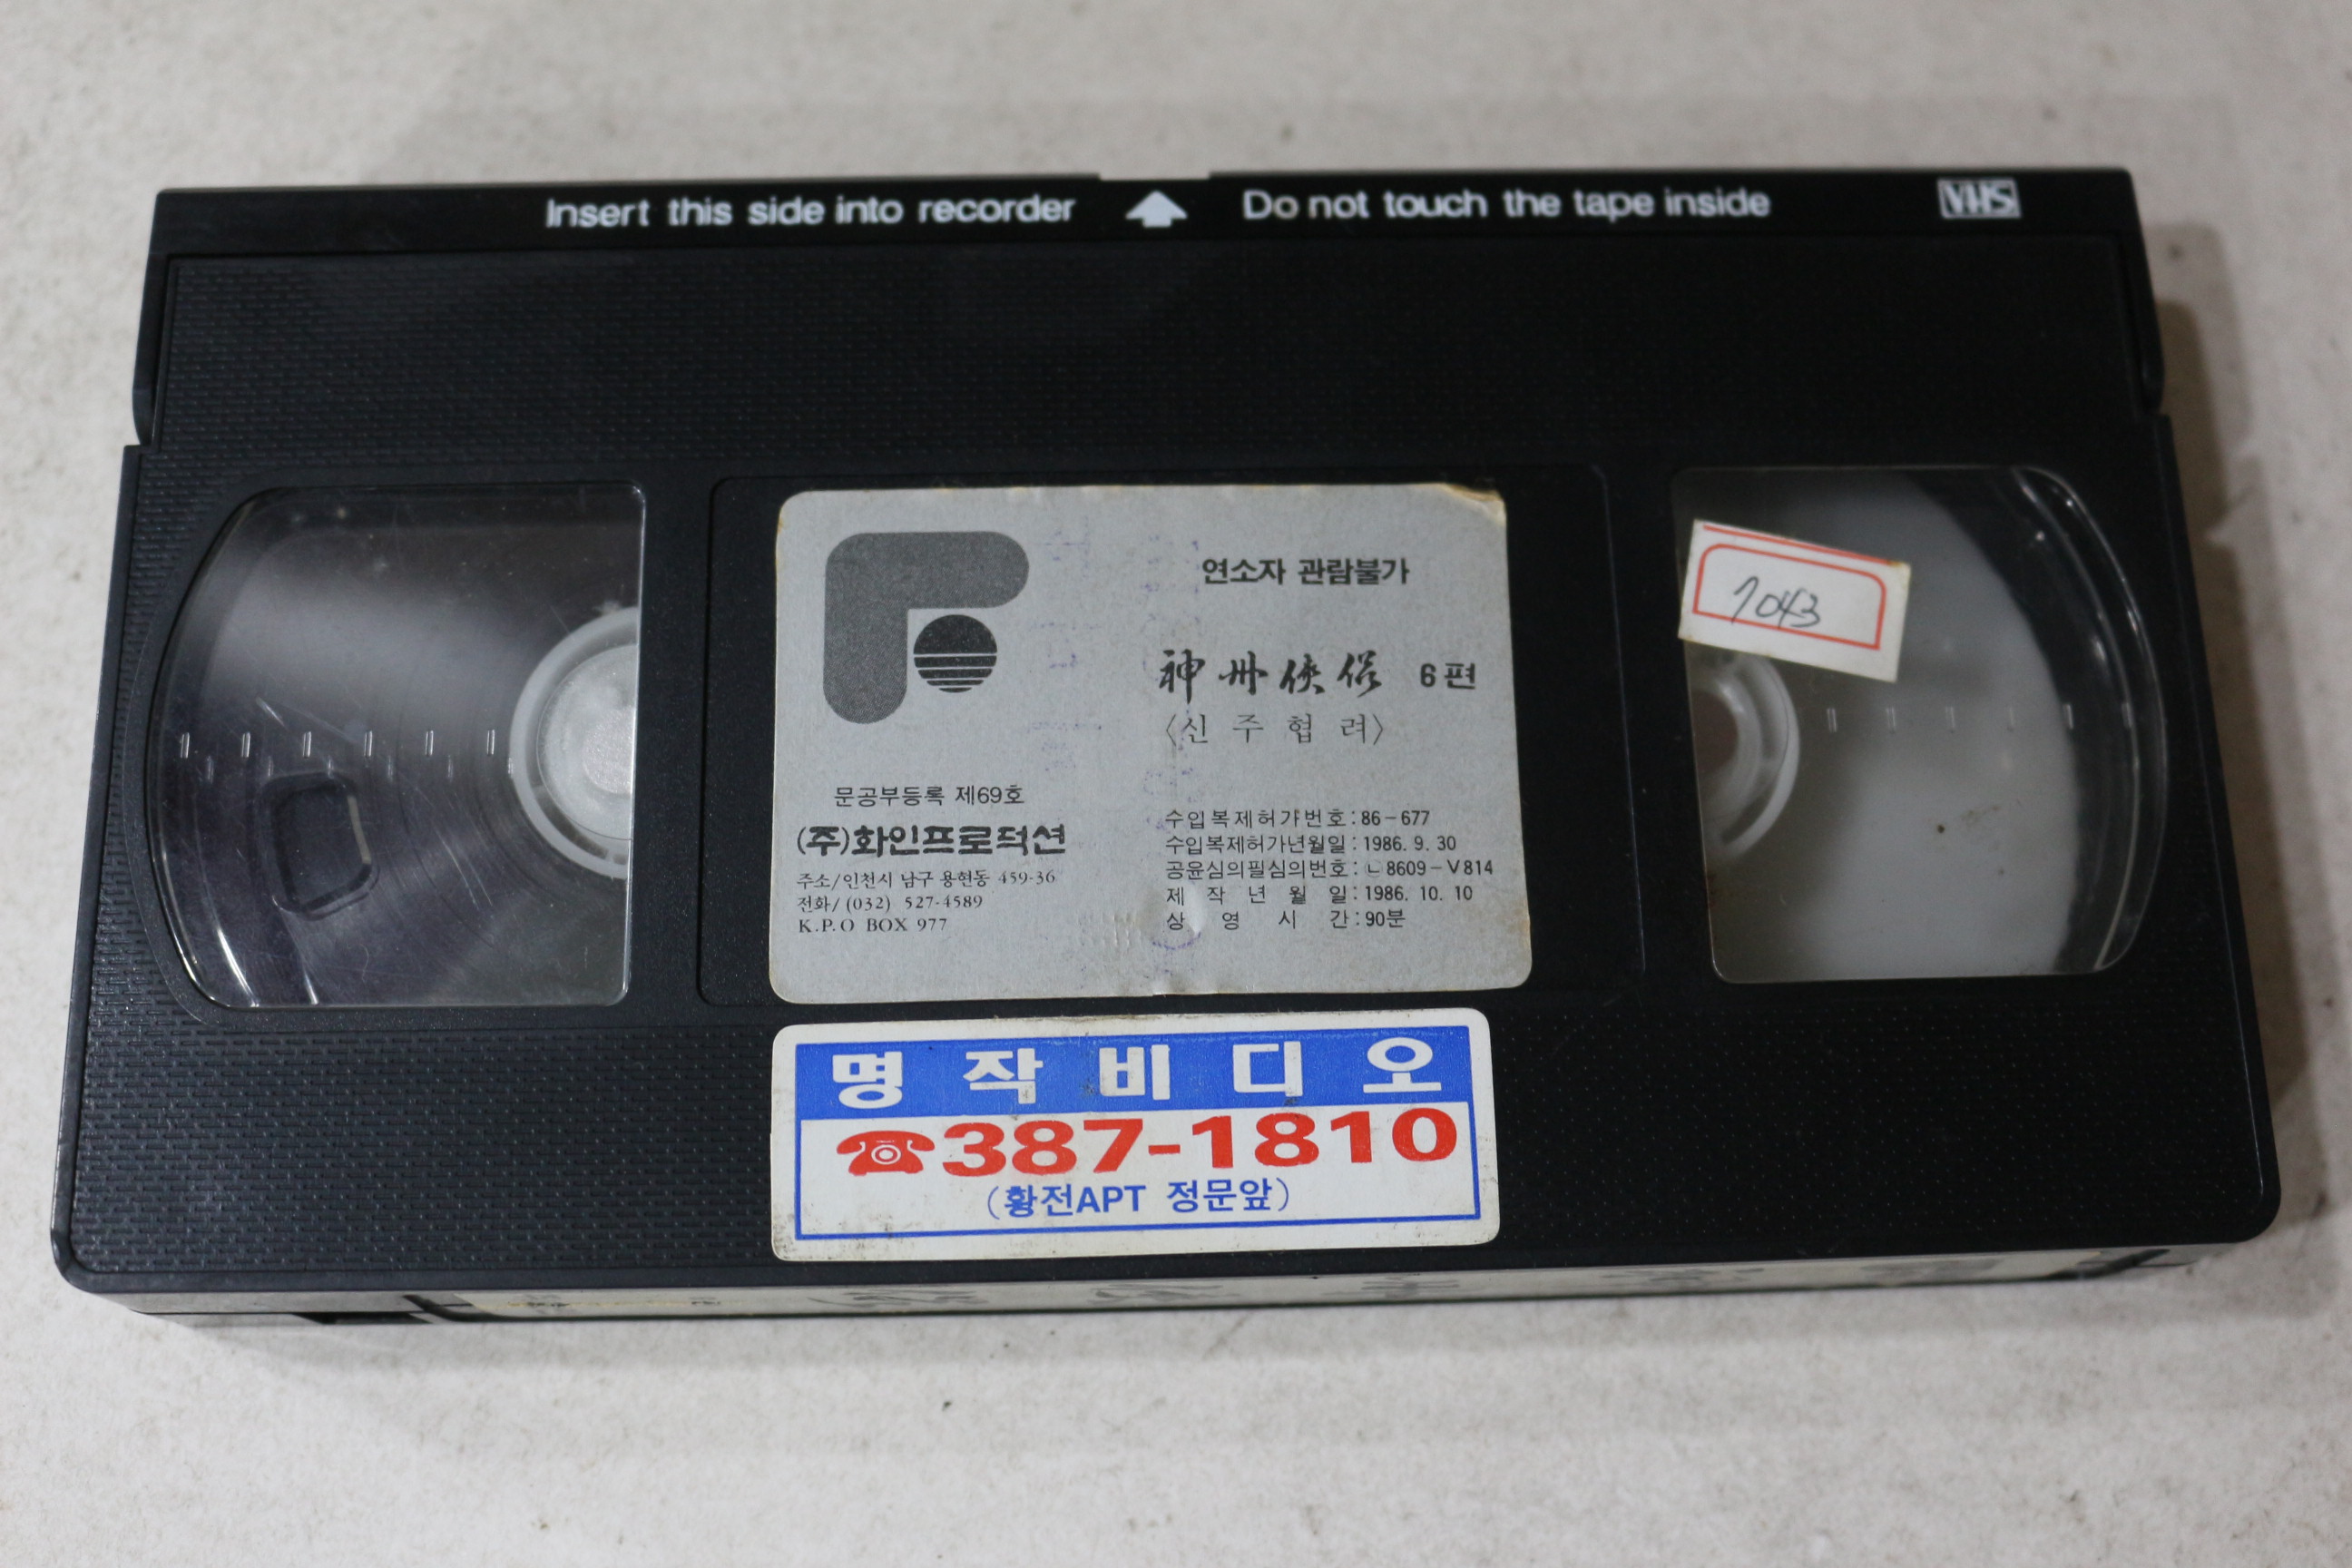 Insert this side into recorder
Do not touch the tape inside
VHS
연소자 관람불가
神州俠侶 6편
〈신주협려〉
문공부등록 제69호
(주)화인프로덕션
주소/인천시 남구 용현동 459-36
전화/ (032) 527-4589
K.P.O BOX 977
수입복제허가번호:86-677
수입복제허가년월일:1986. 9. 30
공윤심의필심의번호:ㄴ8609-V814
제작년월일:1986. 10. 10
상영시간:90분
7043
명작비디오
☎387-1810
(황전APT 정문앞)